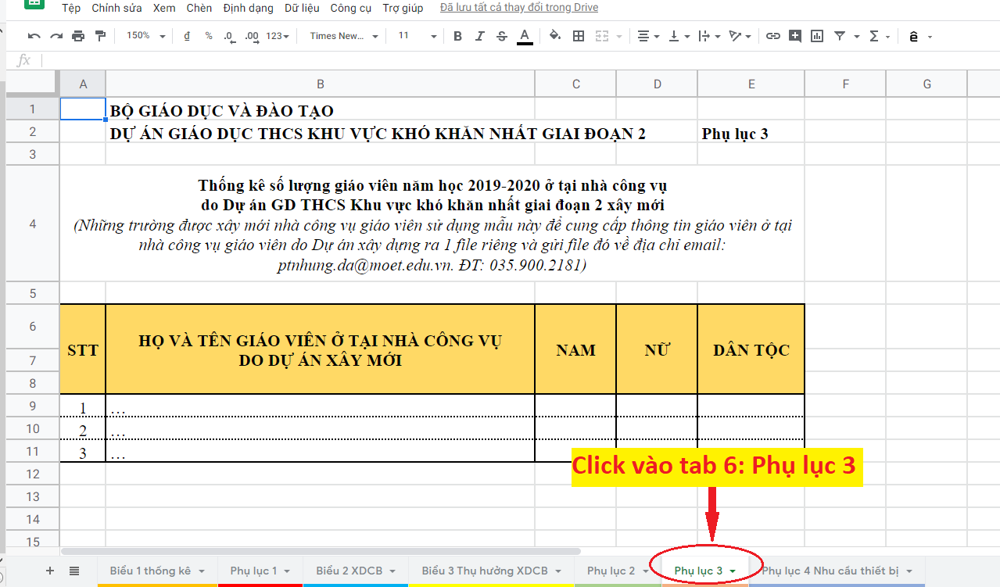 Tệp Chỉnh sửa Xem Chèn Định dạng Dữ liệu Công cụ Trợ giúp Đã lưu tất cả thay đổi trong Drive
150% đ % .0 .00 123 Times New... 11 B I S A Σ ê
fx
A B C D E F G
1 BỘ GIÁO DỤC VÀ ĐÀO TẠO
2 DỰ ÁN GIÁO DỤC THCS KHU VỰC KHÓ KHĂN NHẤT GIAI ĐOẠN 2 Phụ lục 3
3
Thống kê số lượng giáo viên năm học 2019-2020 ở tại nhà công vụ
do Dự án GD THCS Khu vực khó khăn nhất giai đoạn 2 xây mới
4 (Những trường được xây mới nhà công vụ giáo viên sử dụng mẫu này để cung cấp thông tin giáo viên ở tại
nhà công vụ giáo viên do Dự án xây dựng ra 1 file riêng và gửi file đó về địa chỉ email:
ptnhung.da@moet.edu.vn. ĐT: 035.900.2181)
5
6
HỌ VÀ TÊN GIÁO VIÊN Ở TẠI NHÀ CÔNG VỤ
STT NAM NỮ DÂN TỘC
7 DO DỰ ÁN XÂY MỚI
8
9 1 ...
10 2 ...
11 3 ...
Click vào tab 6: Phụ lục 3
12
13
14
15
+ Biểu 1 thống kê Phụ lục 1 Biểu 2 XDCB Biểu 3 Thụ hưởng XDCB Phụ lục 2 Phụ lục 3 Phụ lục 4 Nhu cầu thiết bị